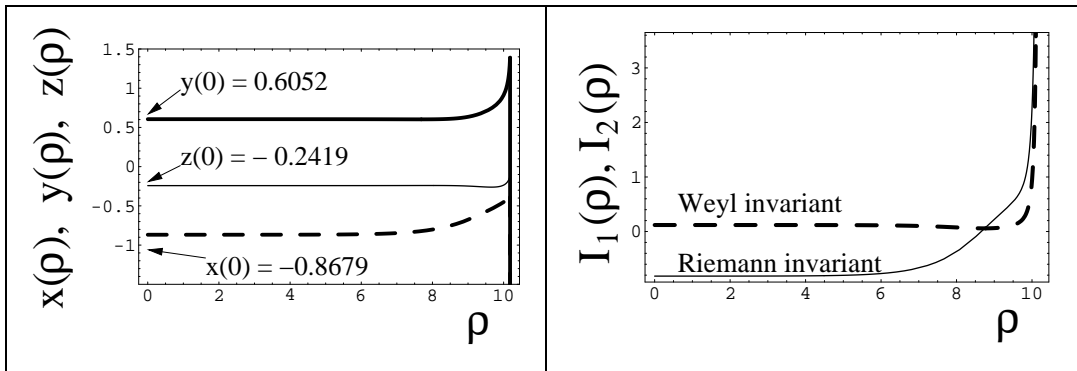 x(ρ), y(ρ), z(ρ)
1.5
1
0.5
0
−0.5
−1
y(0) = 0.6052
z(0) = − 0.2419
x(0) = −0.8679
0 2 4 6 8 10
ρ
I_1(ρ), I_2(ρ)
3
2
1
0
Weyl invariant
Riemann invariant
0 2 4 6 8 10
ρ